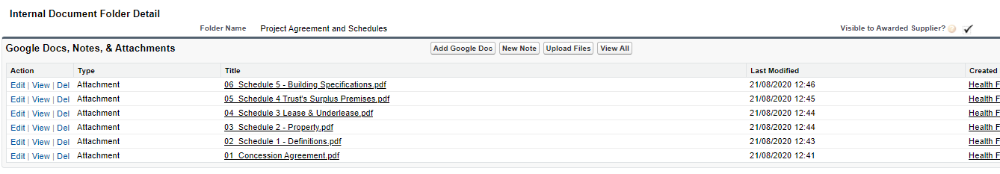 Internal Document Folder Detail
Folder Name Project Agreement and Schedules Visible to Awarded Supplier?
Google Docs, Notes, & Attachments Add Google Doc New Note Upload Files View All
Action Type Title Last Modified Created
Edit | View | Del Attachment 06_Schedule 5 - Building Specifications.pdf 21/08/2020 12:46 Health F
Edit | View | Del Attachment 05_Schedule 4 Trust's Surplus Premises.pdf 21/08/2020 12:45 Health F
Edit | View | Del Attachment 04_Schedule 3 Lease & Underlease.pdf 21/08/2020 12:44 Health F
Edit | View | Del Attachment 03_Schedule 2 - Property.pdf 21/08/2020 12:44 Health F
Edit | View | Del Attachment 02_Schedule 1 - Definitions.pdf 21/08/2020 12:43 Health F
Edit | View | Del Attachment 01_Concession Agreement.pdf 21/08/2020 12:41 Health F